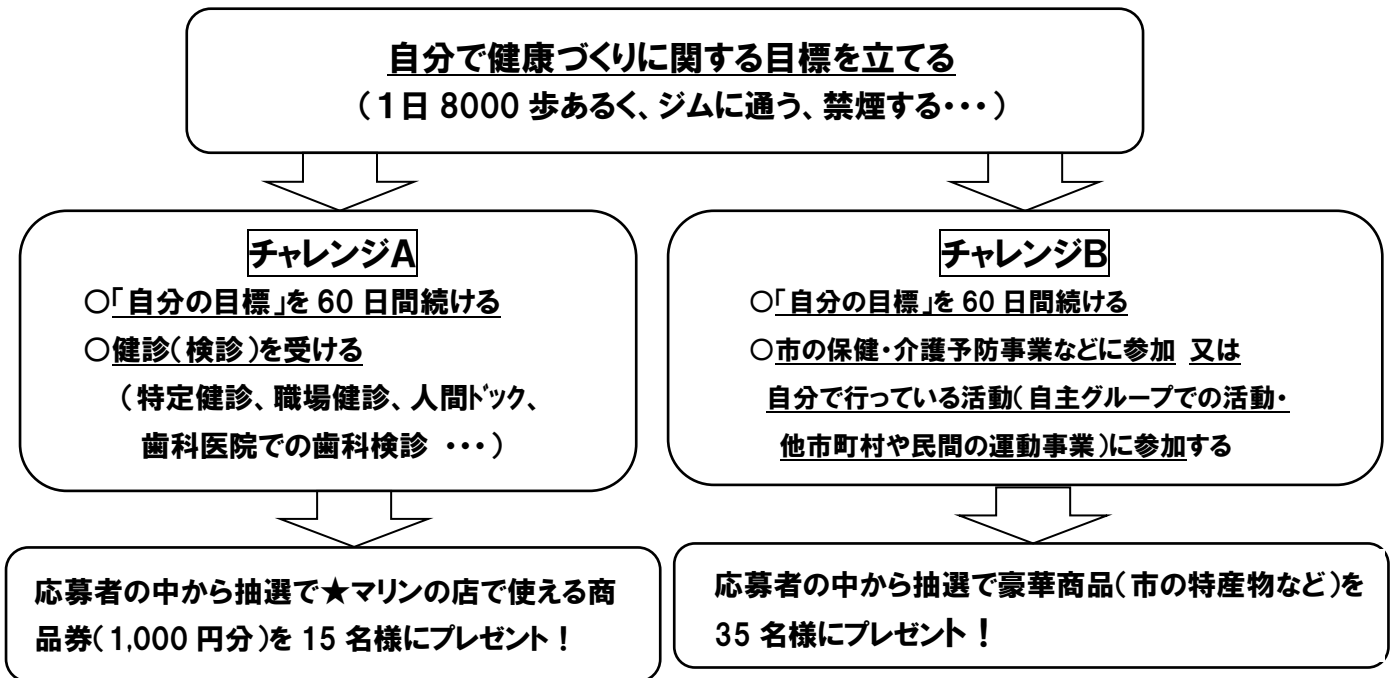 自分で健康づくりに関する目標を立てる
（１日 8000 歩あるく、ジムに通う、禁煙する・・・）
チャレンジA
○「自分の目標」を 60 日間続ける
○健診（検診）を受ける
（特定健診、職場健診、人間ﾄﾞｯｸ、
歯科医院での歯科検診 ・・・）
応募者の中から抽選で★マリンの店で使える商
品券（1,000 円分）を 15 名様にプレゼント！
チャレンジB
○「自分の目標」を 60 日間続ける
○市の保健・介護予防事業などに参加 又は
自分で行っている活動（自主グループでの活動・
他市町村や民間の運動事業）に参加する
応募者の中から抽選で豪華商品（市の特産物など）を
35 名様にプレゼント！